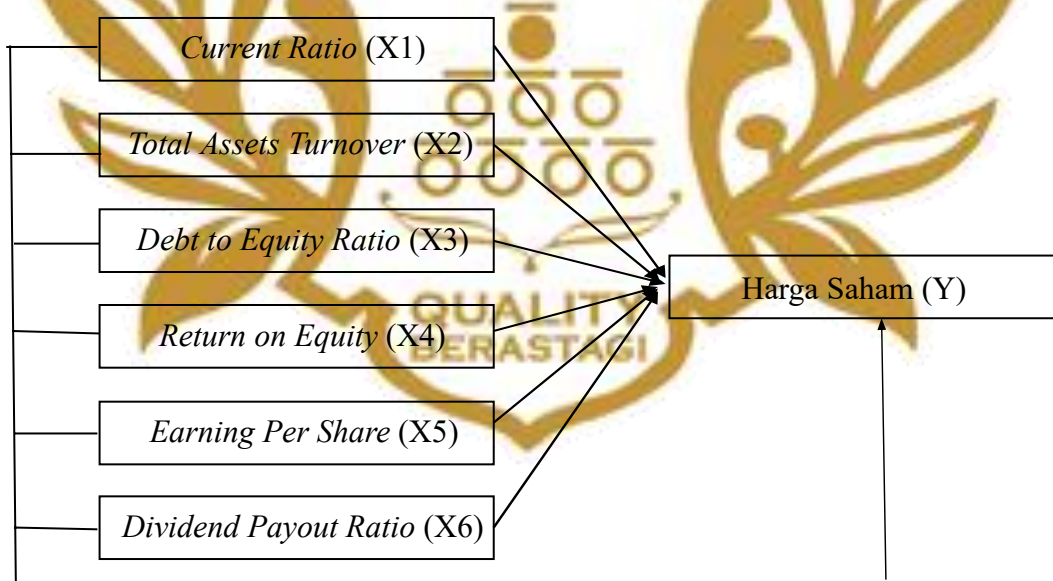 Current Ratio (X1)
Total Assets Turnover (X2)
Debt to Equity Ratio (X3)
Harga Saham (Y)
QUALITY
Return on Equity (X4)
BERASTAGI
Earning Per Share (X5)
Dividend Payout Ratio (X6)